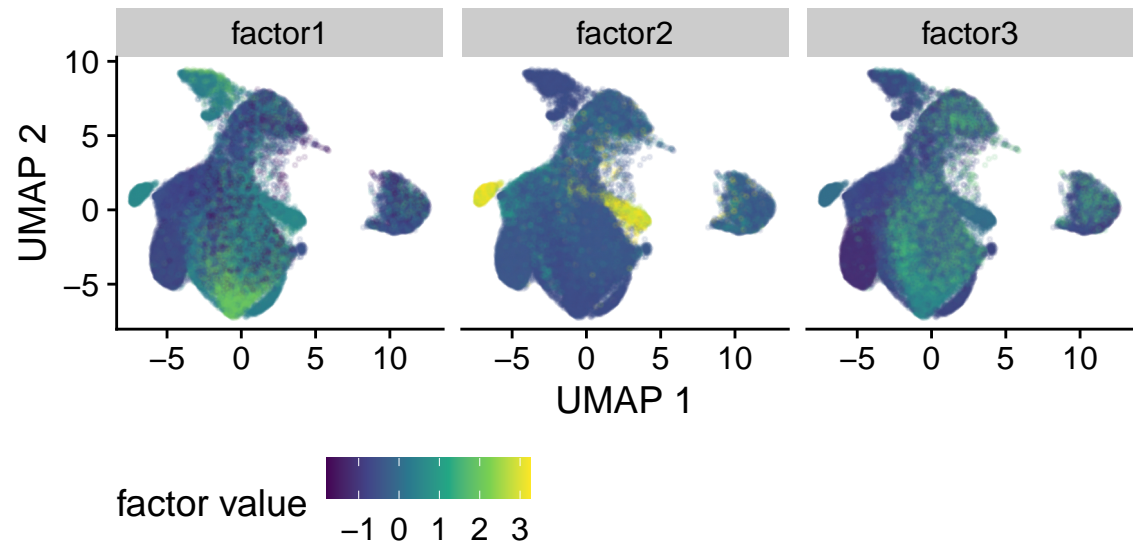 factor1 factor2 factor3
10
5
0
−5
UMAP 2
−5 0 5 10 −5 0 5 10 −5 0 5 10
UMAP 1
factor value
−1 0 1 2 3